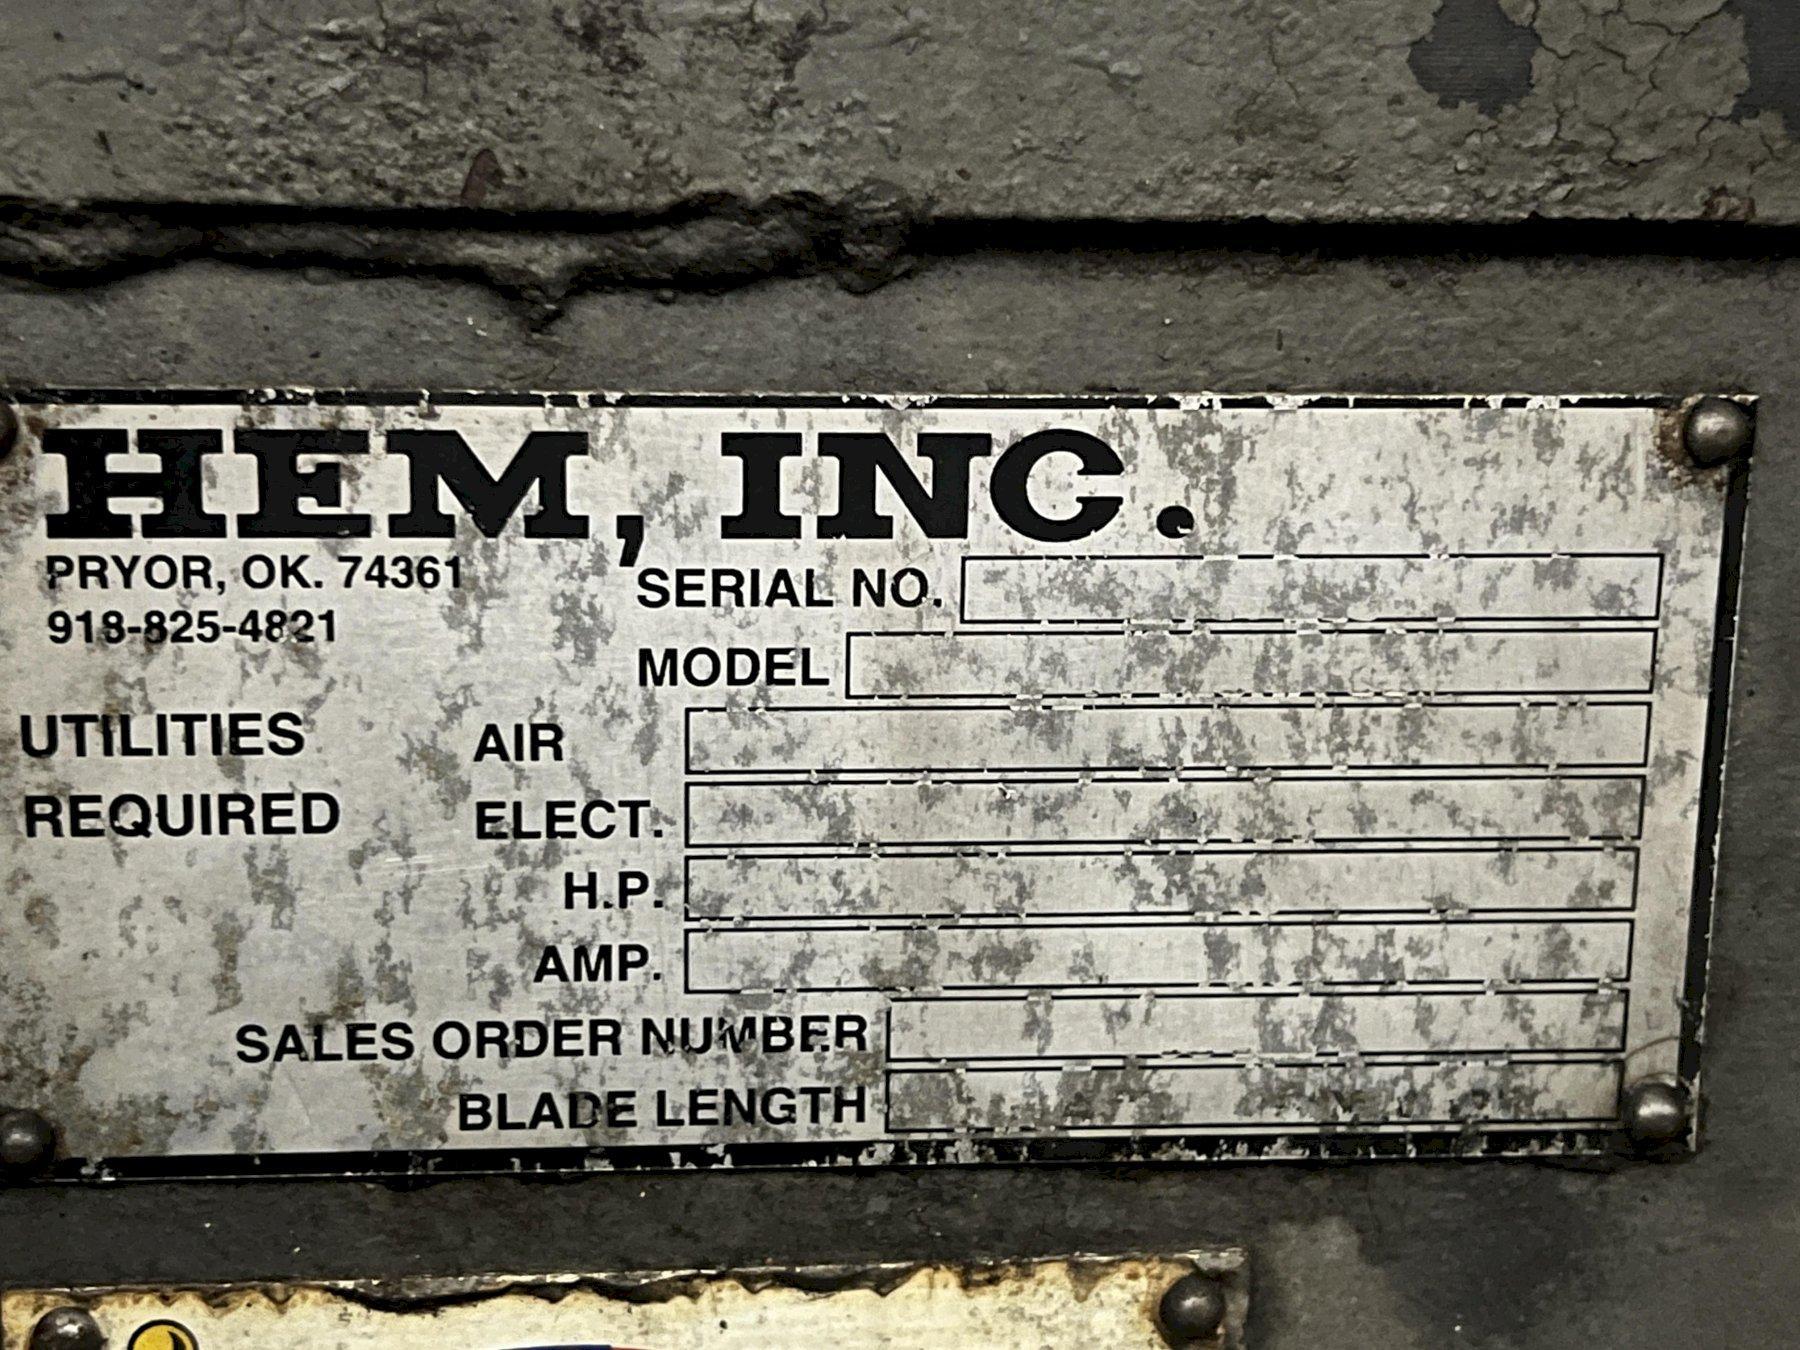 HEM, INC.
PRYOR, OK. 74361
918-825-4821
SERIAL NO.
MODEL
UTILITIES
REQUIRED
AIR
ELECT.
H.P.
AMP.
SALES ORDER NUMBER
BLADE LENGTH